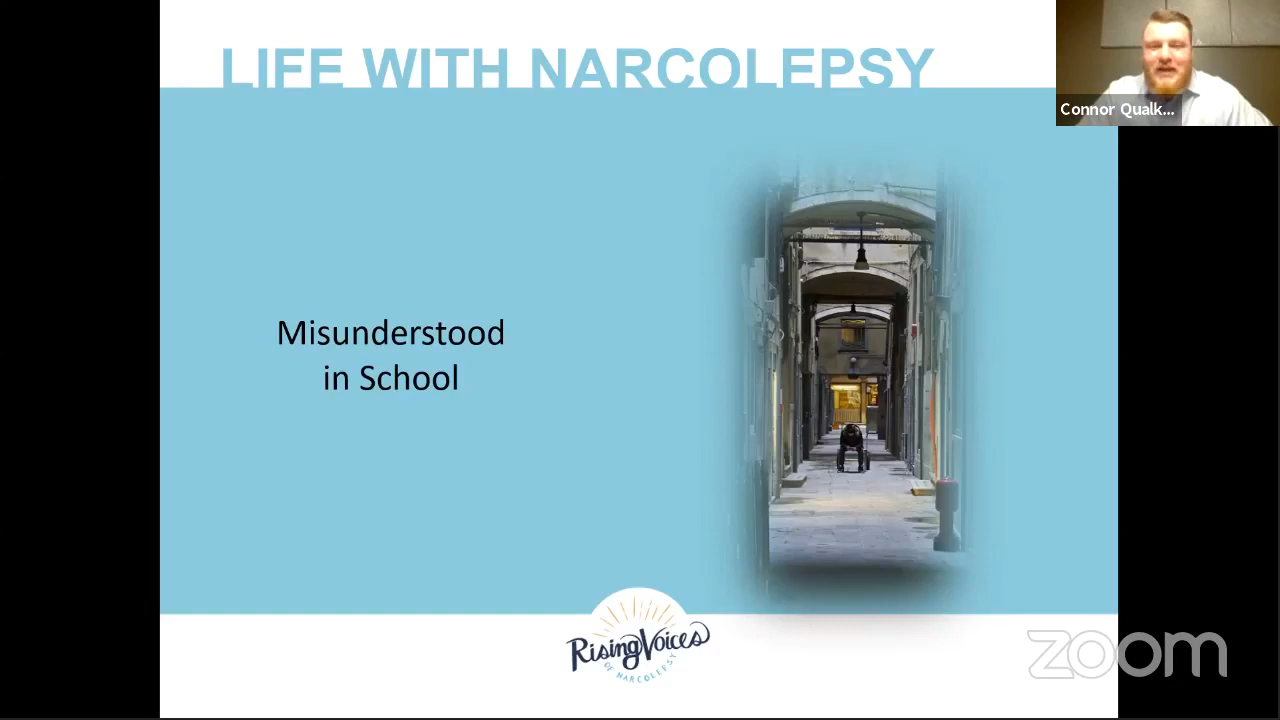 LIFE WITH NARCOLEPSY
Connor Qualk...
Misunderstood
in School
Rising Voices
OF NARCOLEPSY
zoom